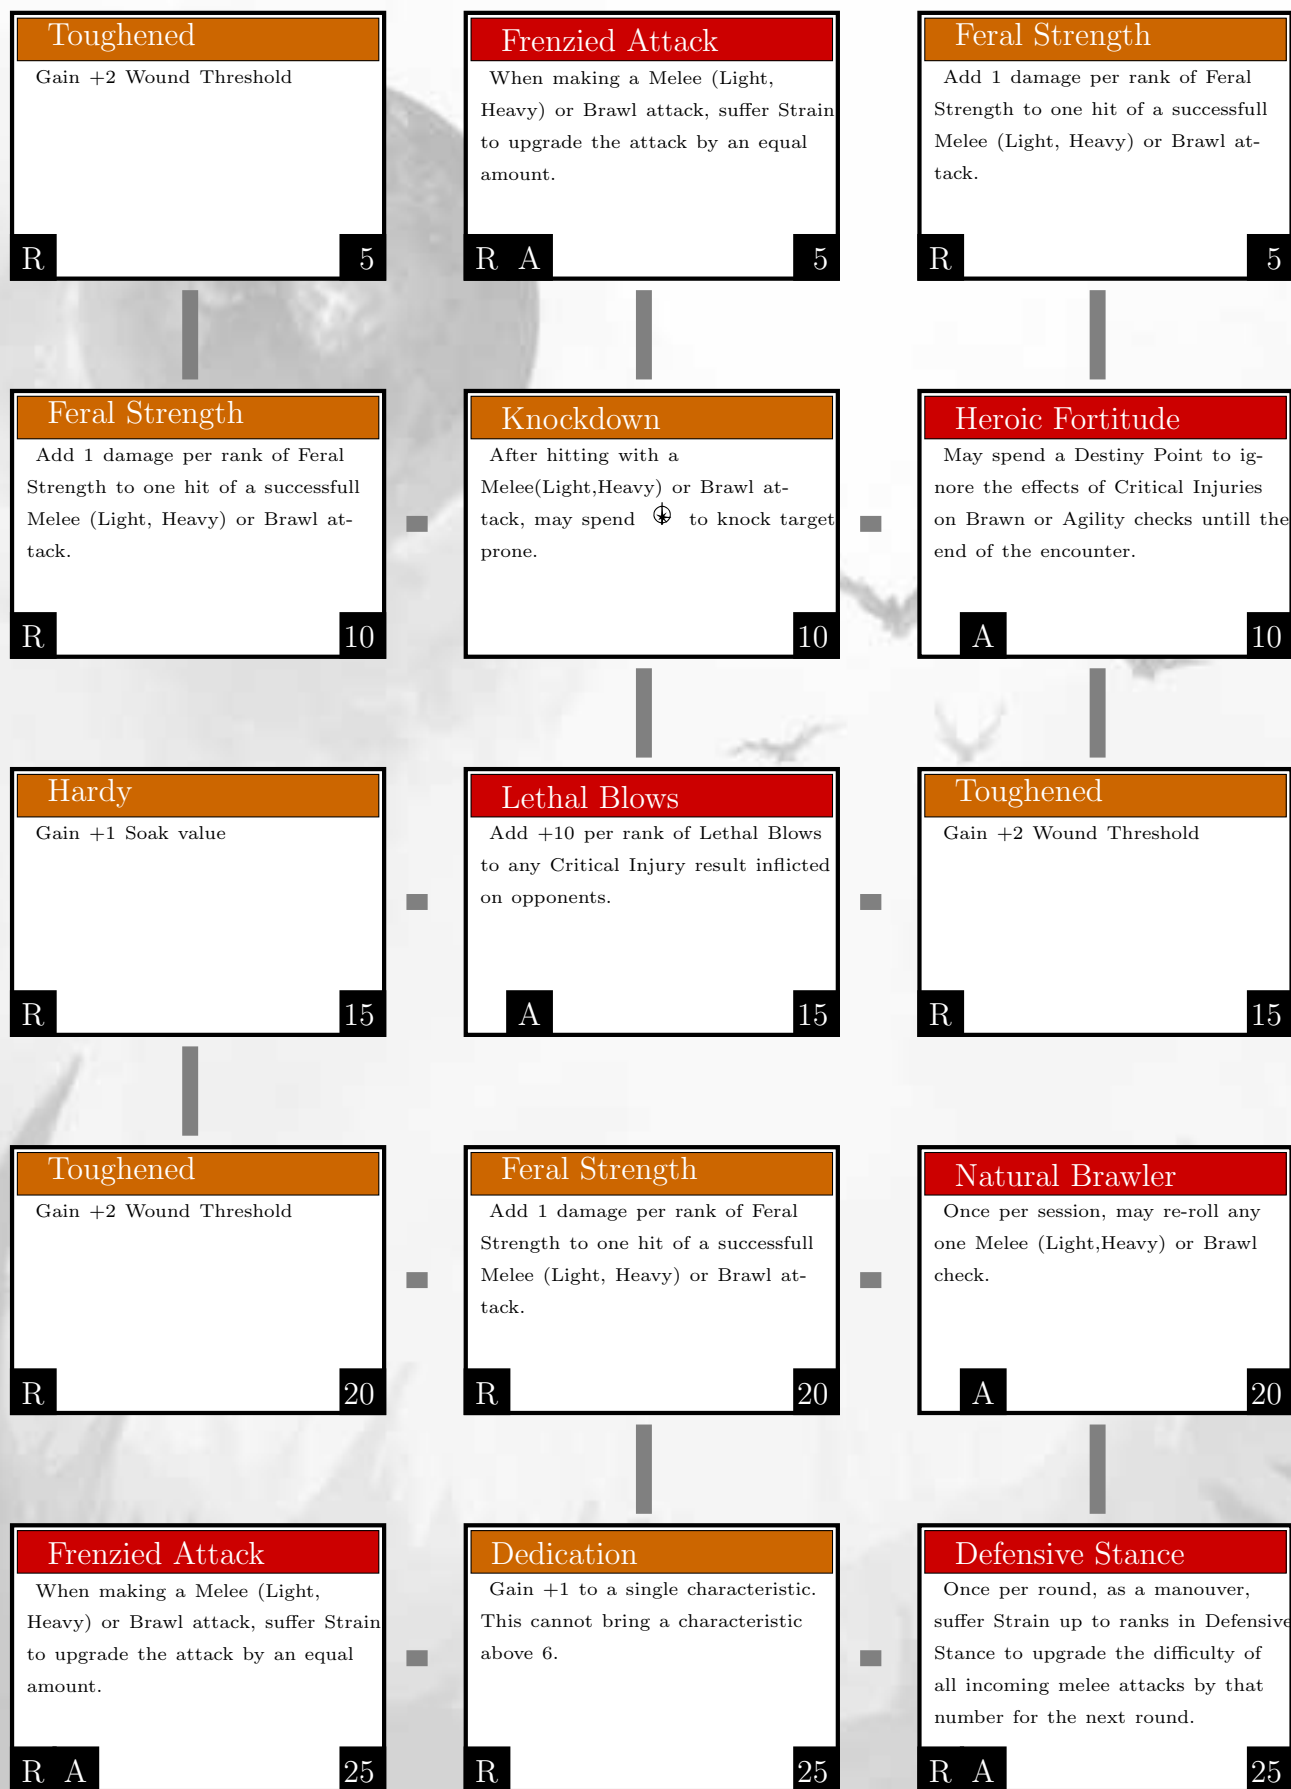 Toughened
Gain +2 Wound Threshold
R 5
Frenzied Attack
When making a Melee (Light,
Heavy) or Brawl attack, suffer Strain
to upgrade the attack by an equal
amount.
R A 5
Feral Strength
Add 1 damage per rank of Feral
Strength to one hit of a successfull
Melee (Light, Heavy) or Brawl at-
tack.
R 5
Feral Strength
Add 1 damage per rank of Feral
Strength to one hit of a successfull
Melee (Light, Heavy) or Brawl at-
tack.
R 10
Knockdown
After hitting with a
Melee(Light,Heavy) or Brawl at-
tack, may spend to knock target
prone.
10
Heroic Fortitude
May spend a Destiny Point to ig-
nore the effects of Critical Injuries
on Brawn or Agility checks untill the
end of the encounter.
A 10
Hardy
Gain +1 Soak value
R 15
Lethal Blows
Add +10 per rank of Lethal Blows
to any Critical Injury result inflicted
on opponents.
A 15
Toughened
Gain +2 Wound Threshold
R 15
Toughened
Gain +2 Wound Threshold
R 20
Feral Strength
Add 1 damage per rank of Feral
Strength to one hit of a successfull
Melee (Light, Heavy) or Brawl at-
tack.
R 20
Natural Brawler
Once per session, may re-roll any
one Melee (Light,Heavy) or Brawl
check.
A 20
Frenzied Attack
When making a Melee (Light,
Heavy) or Brawl attack, suffer Strain
to upgrade the attack by an equal
amount.
R A 25
Dedication
Gain +1 to a single characteristic.
This cannot bring a characteristic
above 6.
R 25
Defensive Stance
Once per round, as a manouver,
suffer Strain up to ranks in Defensive
Stance to upgrade the difficulty of
all incoming melee attacks by that
number for the next round.
R A 25